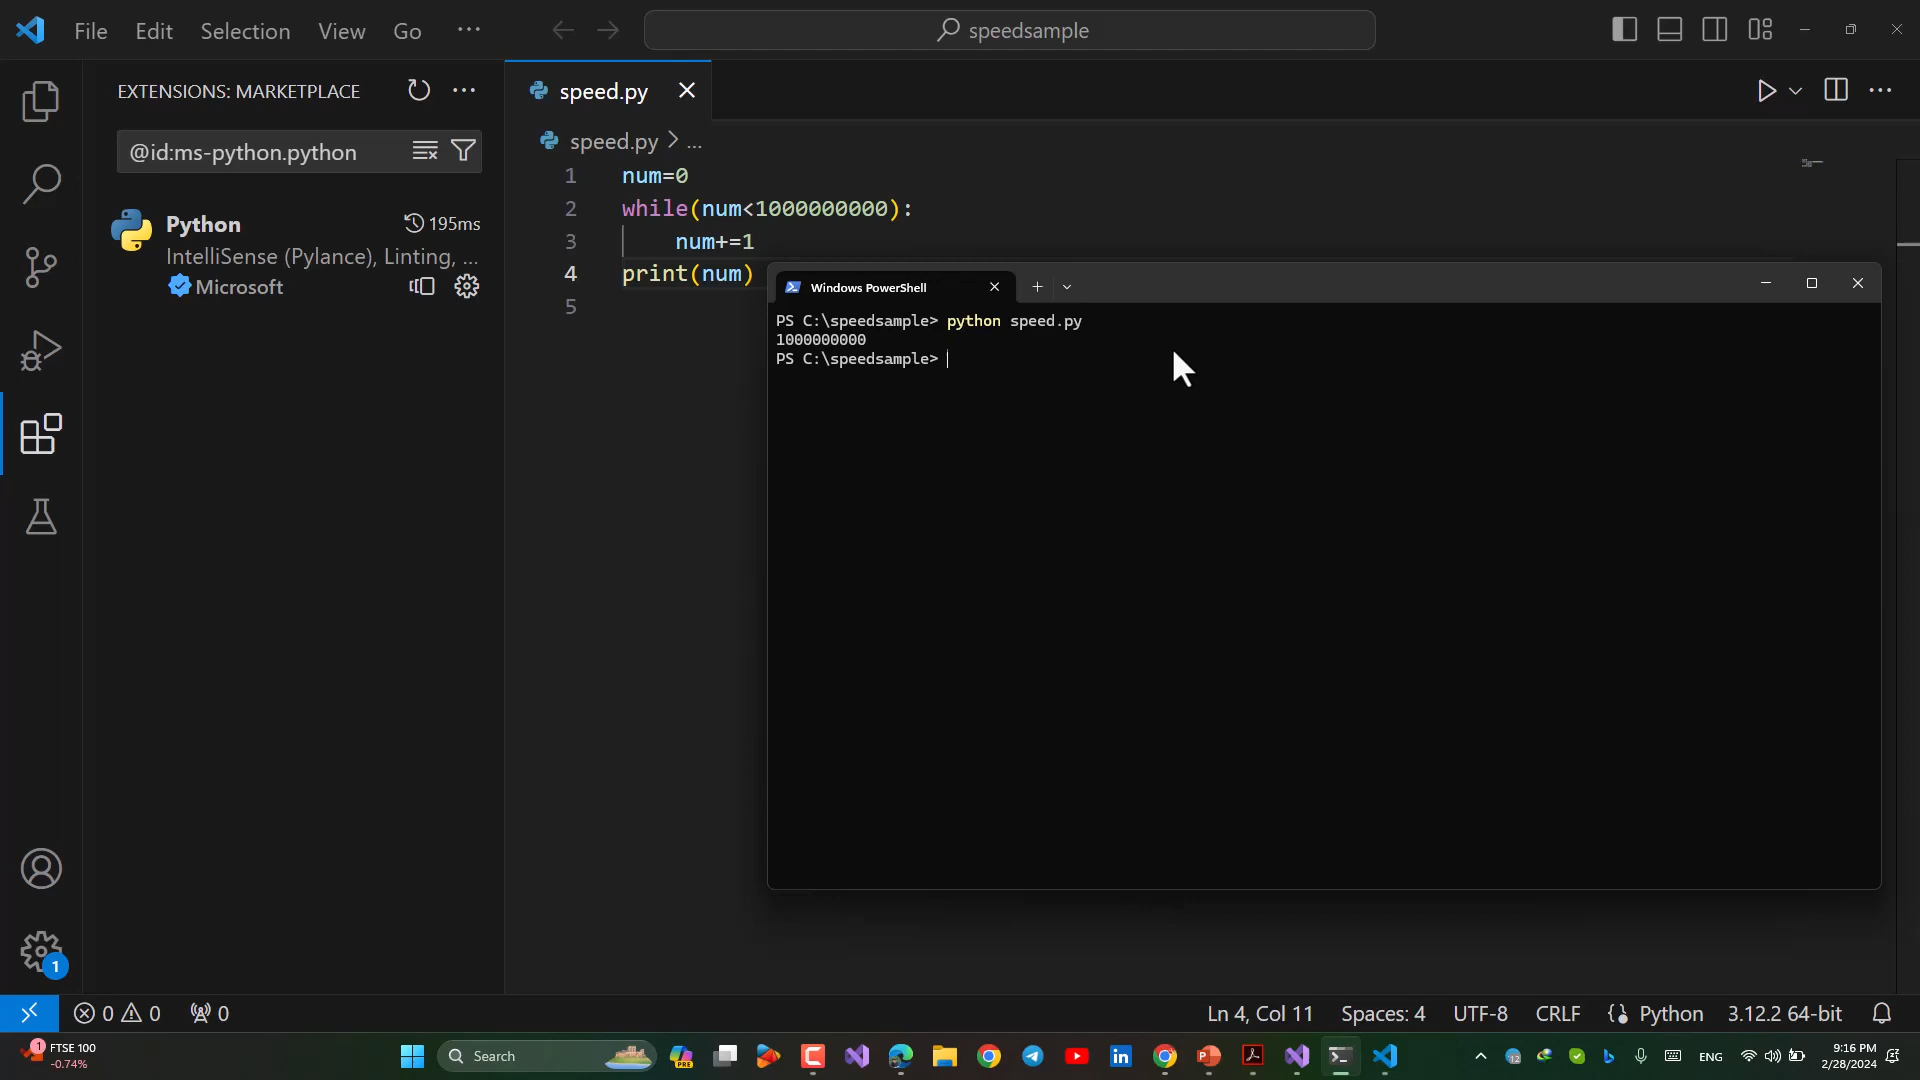 File Edit Selection View Go ...
speedsample
EXTENSIONS: MARKETPLACE
speed.py
@id:ms-python.python
speed.py > ...
Python 195ms
IntelliSense (Pylance), Linting, ...
Microsoft
1 num=0
2 while(num<1000000000):
3 num+=1
4 print(num)
5
Windows PowerShell
PS C:\speedsample> python speed.py
1000000000
PS C:\speedsample>
1
0 0 0
Ln 4, Col 11 Spaces: 4 UTF-8 CRLF Python 3.12.2 64-bit
1
FTSE 100
-0.74%
Search
PRE
12
ENG
9:16 PM
2/28/2024